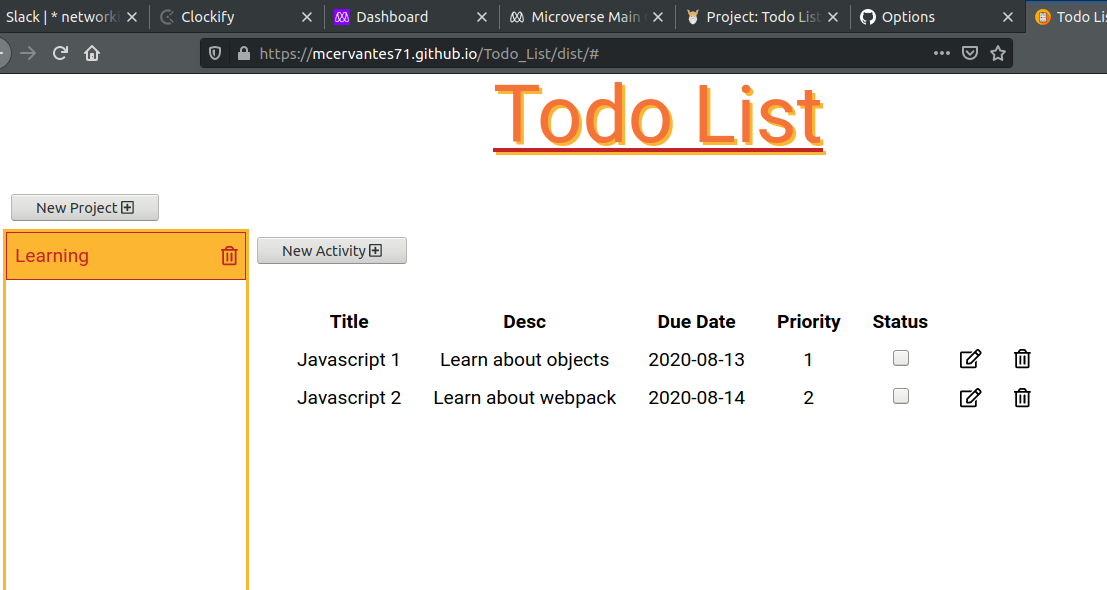 Slack | * networki Clockify Dashboard Microverse Main Project: Todo List Options Todo Lis
https://mcervantes71.github.io/Todo_List/dist/#
Todo List
New Project
Learning
New Activity
Title Desc Due Date Priority Status
Javascript 1 Learn about objects 2020-08-13 1
Javascript 2 Learn about webpack 2020-08-14 2